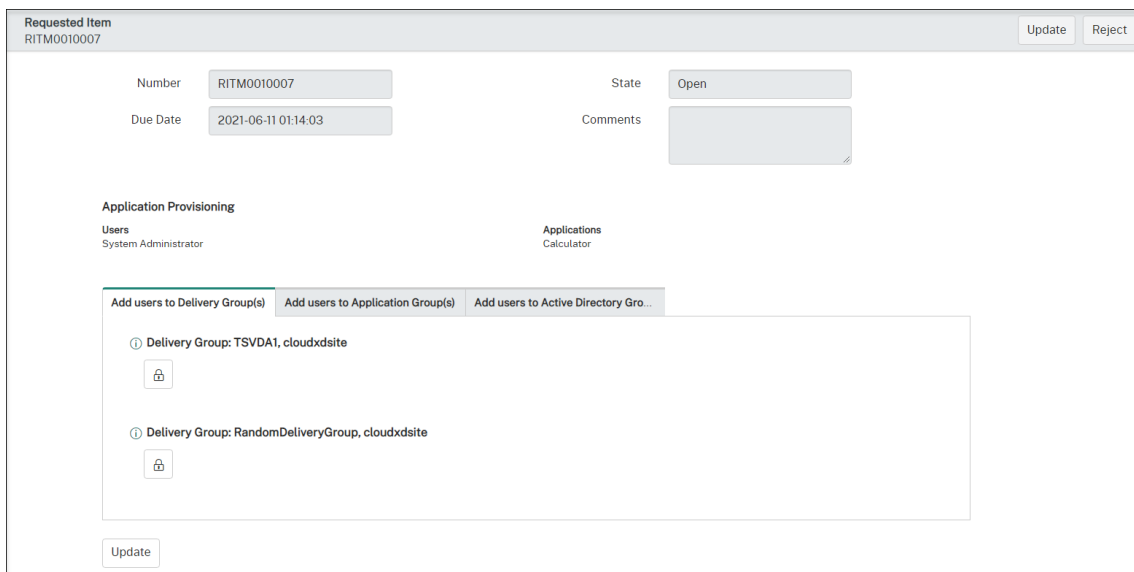 Requested Item
RITM0010007
Update Reject
Number RITM0010007 State Open
Due Date 2021-06-11 01:14:03 Comments
Application Provisioning
Users Applications
System Administrator Calculator
Add users to Delivery Group(s) Add users to Application Group(s) Add users to Active Directory Gro...
Delivery Group: TSVDA1, cloudxdsite
Delivery Group: RandomDeliveryGroup, cloudxdsite
Update